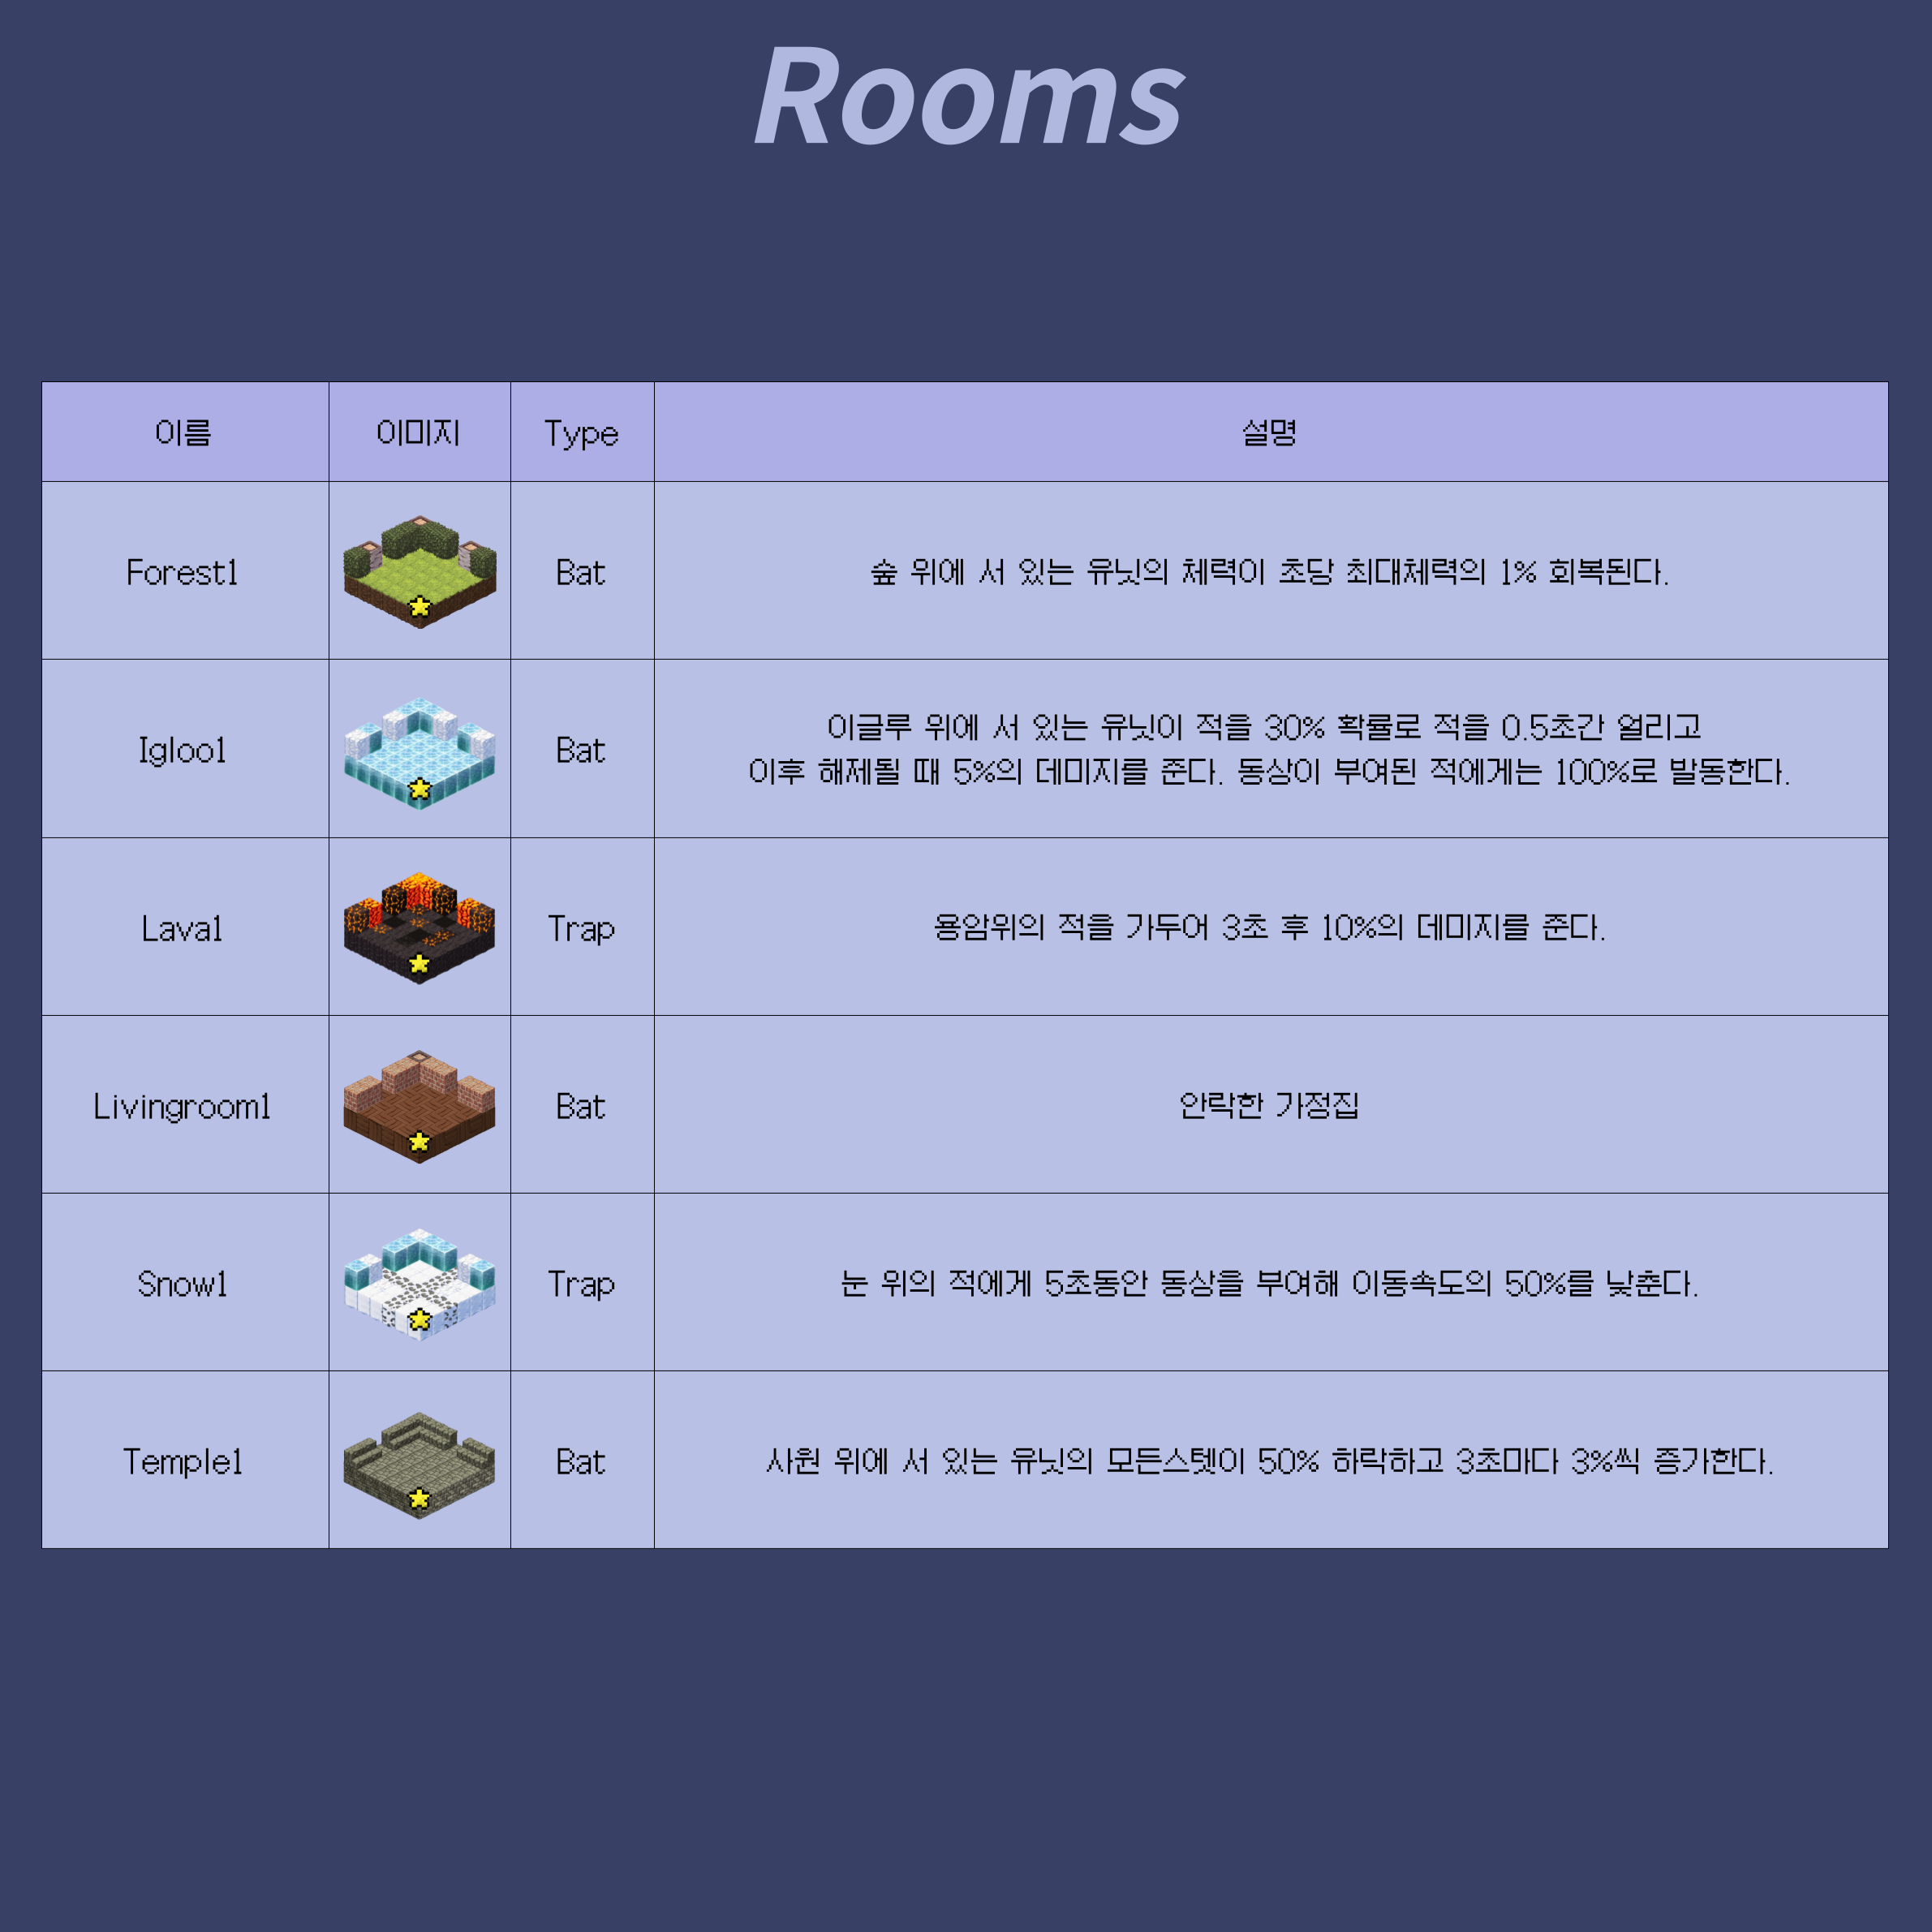 Rooms
이름 이미지 Type 설명
Forest1 Bat 숲 위에 서 있는 유닛의 체력이 초당 최대체력의 1% 회복된다.
Igloo1 Bat 이글루 위에 서 있는 유닛이 적을 30% 확률로 적을 0.5초간 얼리고
이후 해제될 때 5%의 데미지를 준다. 동상이 부여된 적에게는 100%로 발동한다.
Lava1 Trap 용암위의 적을 가두어 3초 후 10%의 데미지를 준다.
Livingroom1 Bat 안락한 가정집
Snow1 Trap 눈 위의 적에게 5초동안 동상을 부여해 이동속도의 50%를 낮춘다.
Temple1 Bat 사원 위에 서 있는 유닛의 모든스텟이 50% 하락하고 3초마다 3%씩 증가한다.